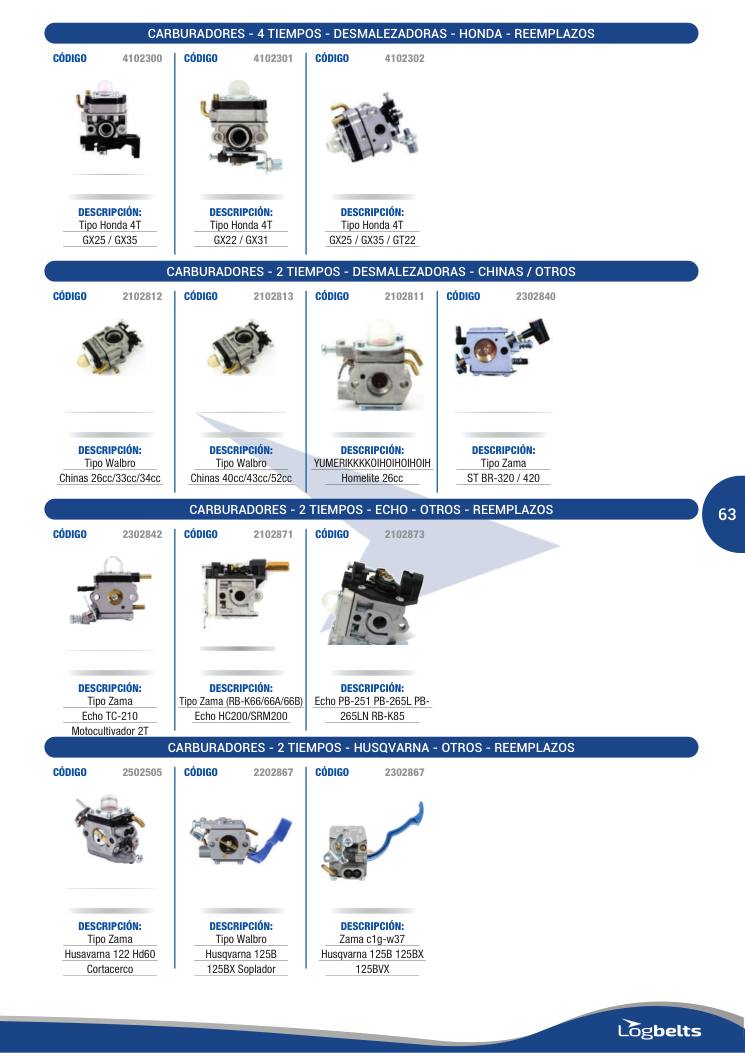 CARBURADORES - 4 TIEMPOS - DESMALEZADORAS - HONDA - REEMPLAZOS
CÓDIGO 4102300
CÓDIGO 4102301
CÓDIGO 4102302
DESCRIPCIÓN:
Tipo Honda 4T
GX25 / GX35
DESCRIPCIÓN:
Tipo Honda 4T
GX22 / GX31
DESCRIPCIÓN:
Tipo Honda 4T
GX25 / GX35 / GT22
CARBURADORES - 2 TIEMPOS - DESMALEZADORAS - CHINAS / OTROS
CÓDIGO 2102812
CÓDIGO 2102813
CÓDIGO 2102811
CÓDIGO 2302840
DESCRIPCIÓN:
Tipo Walbro
Chinas 26cc/33cc/34cc
DESCRIPCIÓN:
Tipo Walbro
Chinas 40cc/43cc/52cc
DESCRIPCIÓN:
YUMERIKKKKOIHOIHOIHOIH
Homelite 26cc
DESCRIPCIÓN:
Tipo Zama
ST BR-320 / 420
CARBURADORES - 2 TIEMPOS - ECHO - OTROS - REEMPLAZOS
63
CÓDIGO 2302842
CÓDIGO 2102871
CÓDIGO 2102873
DESCRIPCIÓN:
Tipo Zama
Echo TC-210
Motocultivador 2T
DESCRIPCIÓN:
Tipo Zama (RB-K66/66A/66B)
Echo HC200/SRM200
DESCRIPCIÓN:
Echo PB-251 PB-265L PB-
265LN RB-K85
CARBURADORES - 2 TIEMPOS - HUSQVARNA - OTROS - REEMPLAZOS
CÓDIGO 2502505
CÓDIGO 2202867
CÓDIGO 2302867
DESCRIPCIÓN:
Tipo Zama
Husavarna 122 Hd60
Cortacerco
DESCRIPCIÓN:
Tipo Walbro
Husqvarna 125B
125BX Soplador
DESCRIPCIÓN:
Zama c1g-w37
Husqvarna 125B 125BX
125BVX
Logbelts